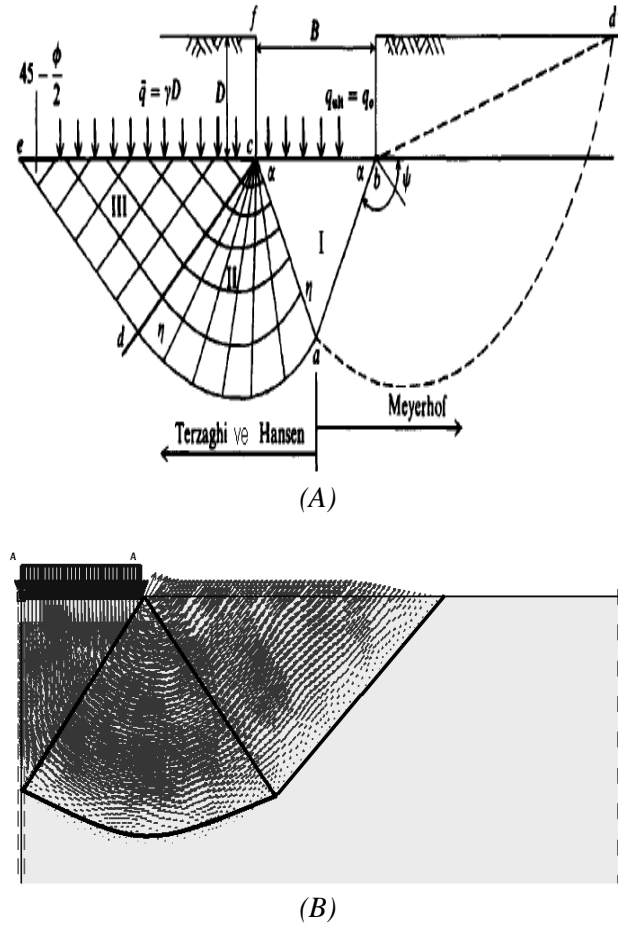 f
B
d'
45 - ϕ/2
q̄ = γD
D
q_ult = q_o
e
c
α
α
b
ψ
III
I
II
η
η
d
a
Meyerhof
Terzaghi ve Hansen
(A)
A
A
(B)